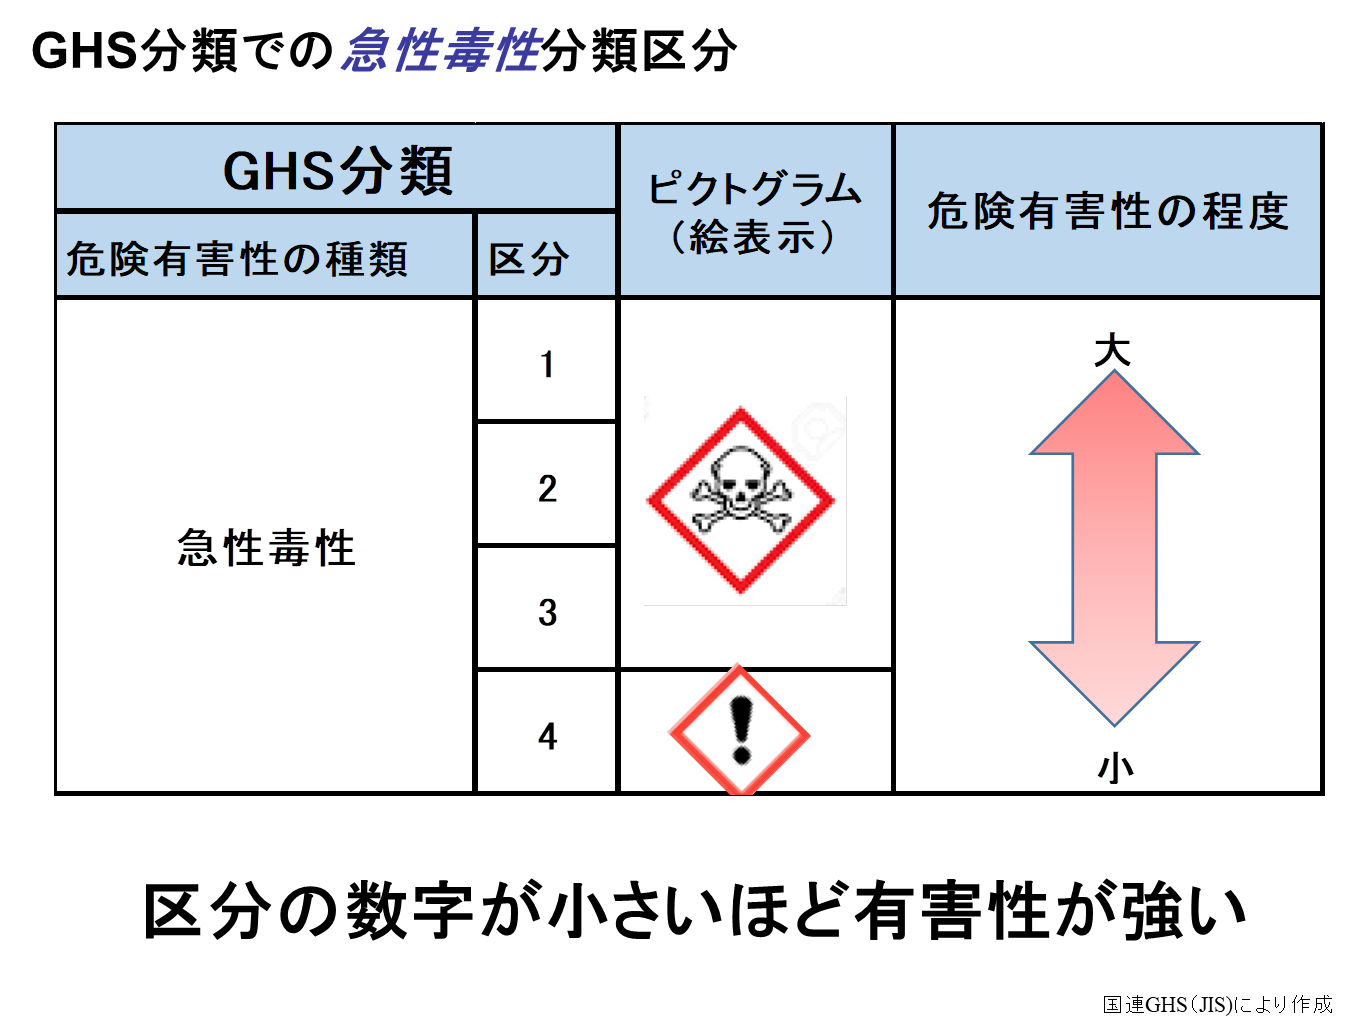 GHS分類での急性毒性分類区分
GHS分類
ピクトグラム
（絵表示）
危険有害性の程度
危険有害性の種類
区分
急性毒性
1
2
3
4
大
小
区分の数字が小さいほど有害性が強い
国連GHS（JIS)により作成